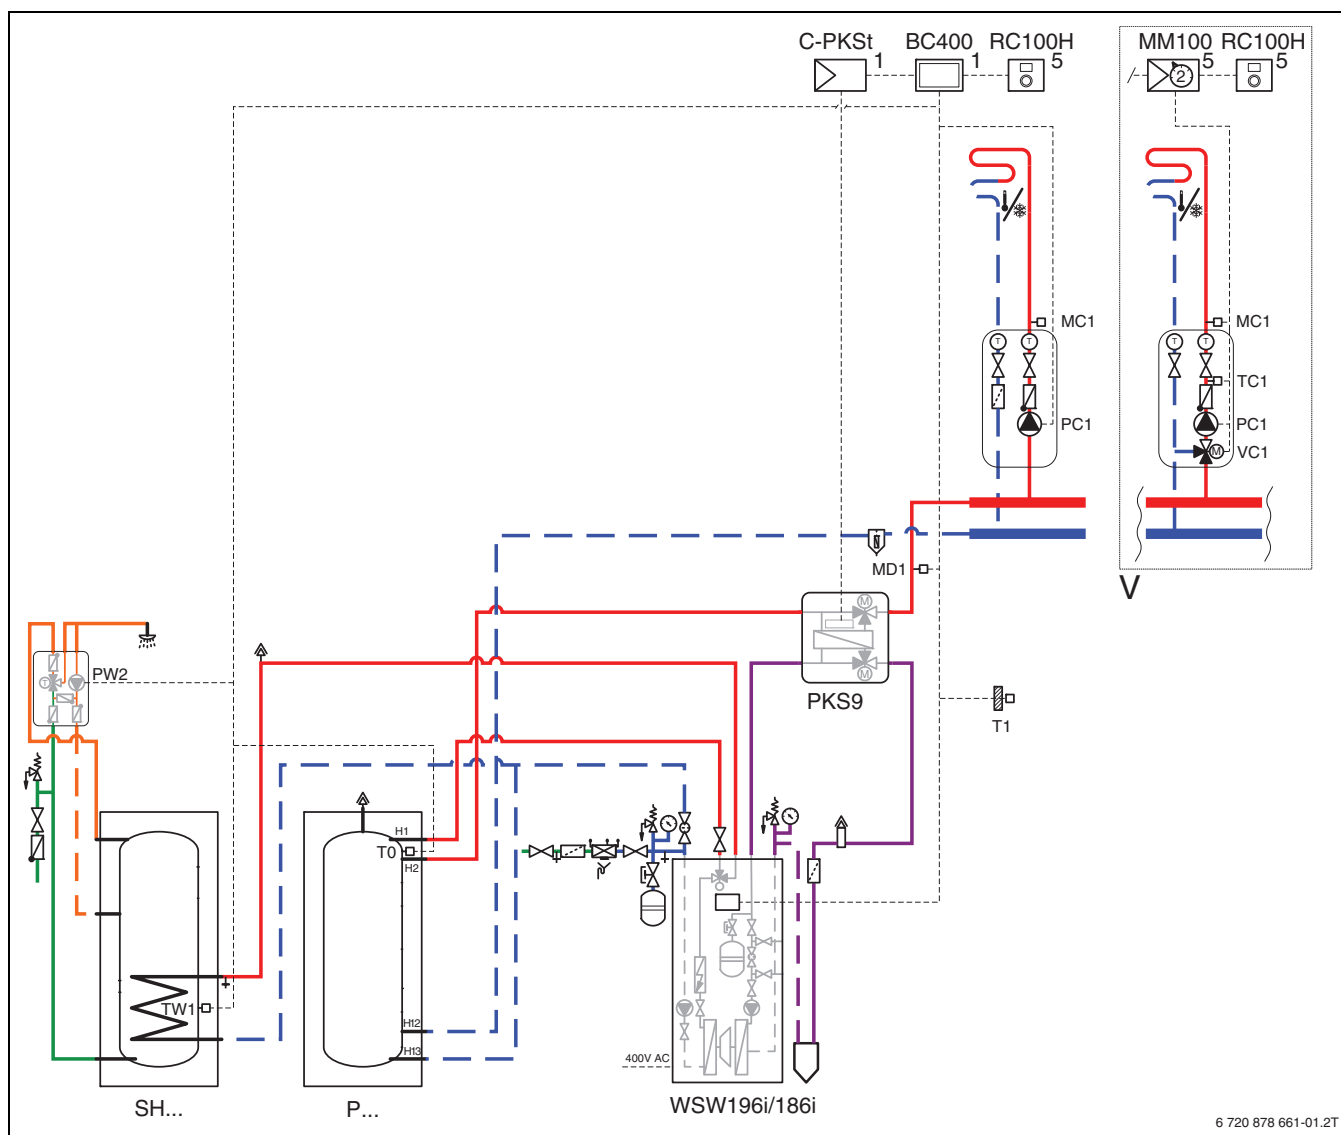 C-PKSt BC400 RC100H
1 1 5
MM100 RC100H
5 5
2
MC1
MC1
T T
T T
TC1
PC1
PC1
M
VC1
MD1
M
M
PKS9
PW2
T
T1
H1
T0
H2
TW1
H12
H13
400V AC
V
SH...
P...
WSW196i/186i
6 720 878 661-01.2T